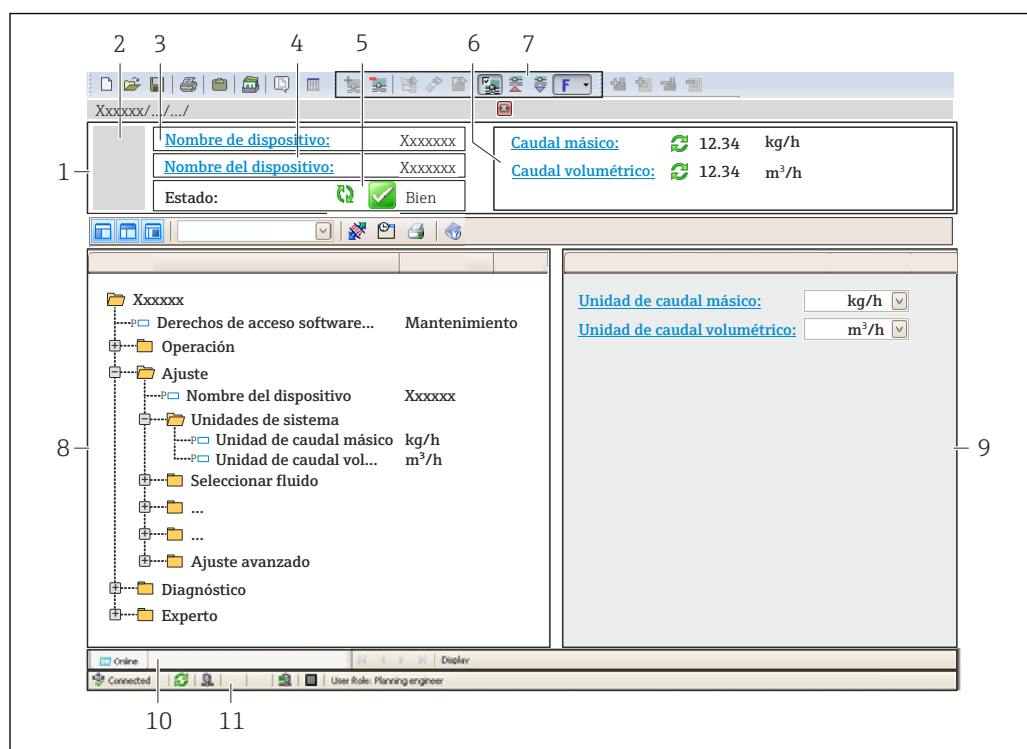 2 3 4 5 6 7
F
Xxxxxx/.../.../
1
Nombre de dispositivo: Xxxxxxx
Nombre del dispositivo: Xxxxxxx
Estado: Bien
Caudal másico: 12.34 kg/h
Caudal volumétrico: 12.34 m³/h
Xxxxxx
P Derechos de acceso software... Mantenimiento
Operación
Ajuste
P Nombre del dispositivo Xxxxxx
Unidades de sistema
P Unidad de caudal másico kg/h
P Unidad de caudal vol... m³/h
Seleccionar fluido
...
...
Ajuste avanzado
Diagnóstico
Experto
8
Unidad de caudal másico: kg/h
Unidad de caudal volumétrico: m³/h
9
Online Display
Connected User Role: Planning engineer
10 11